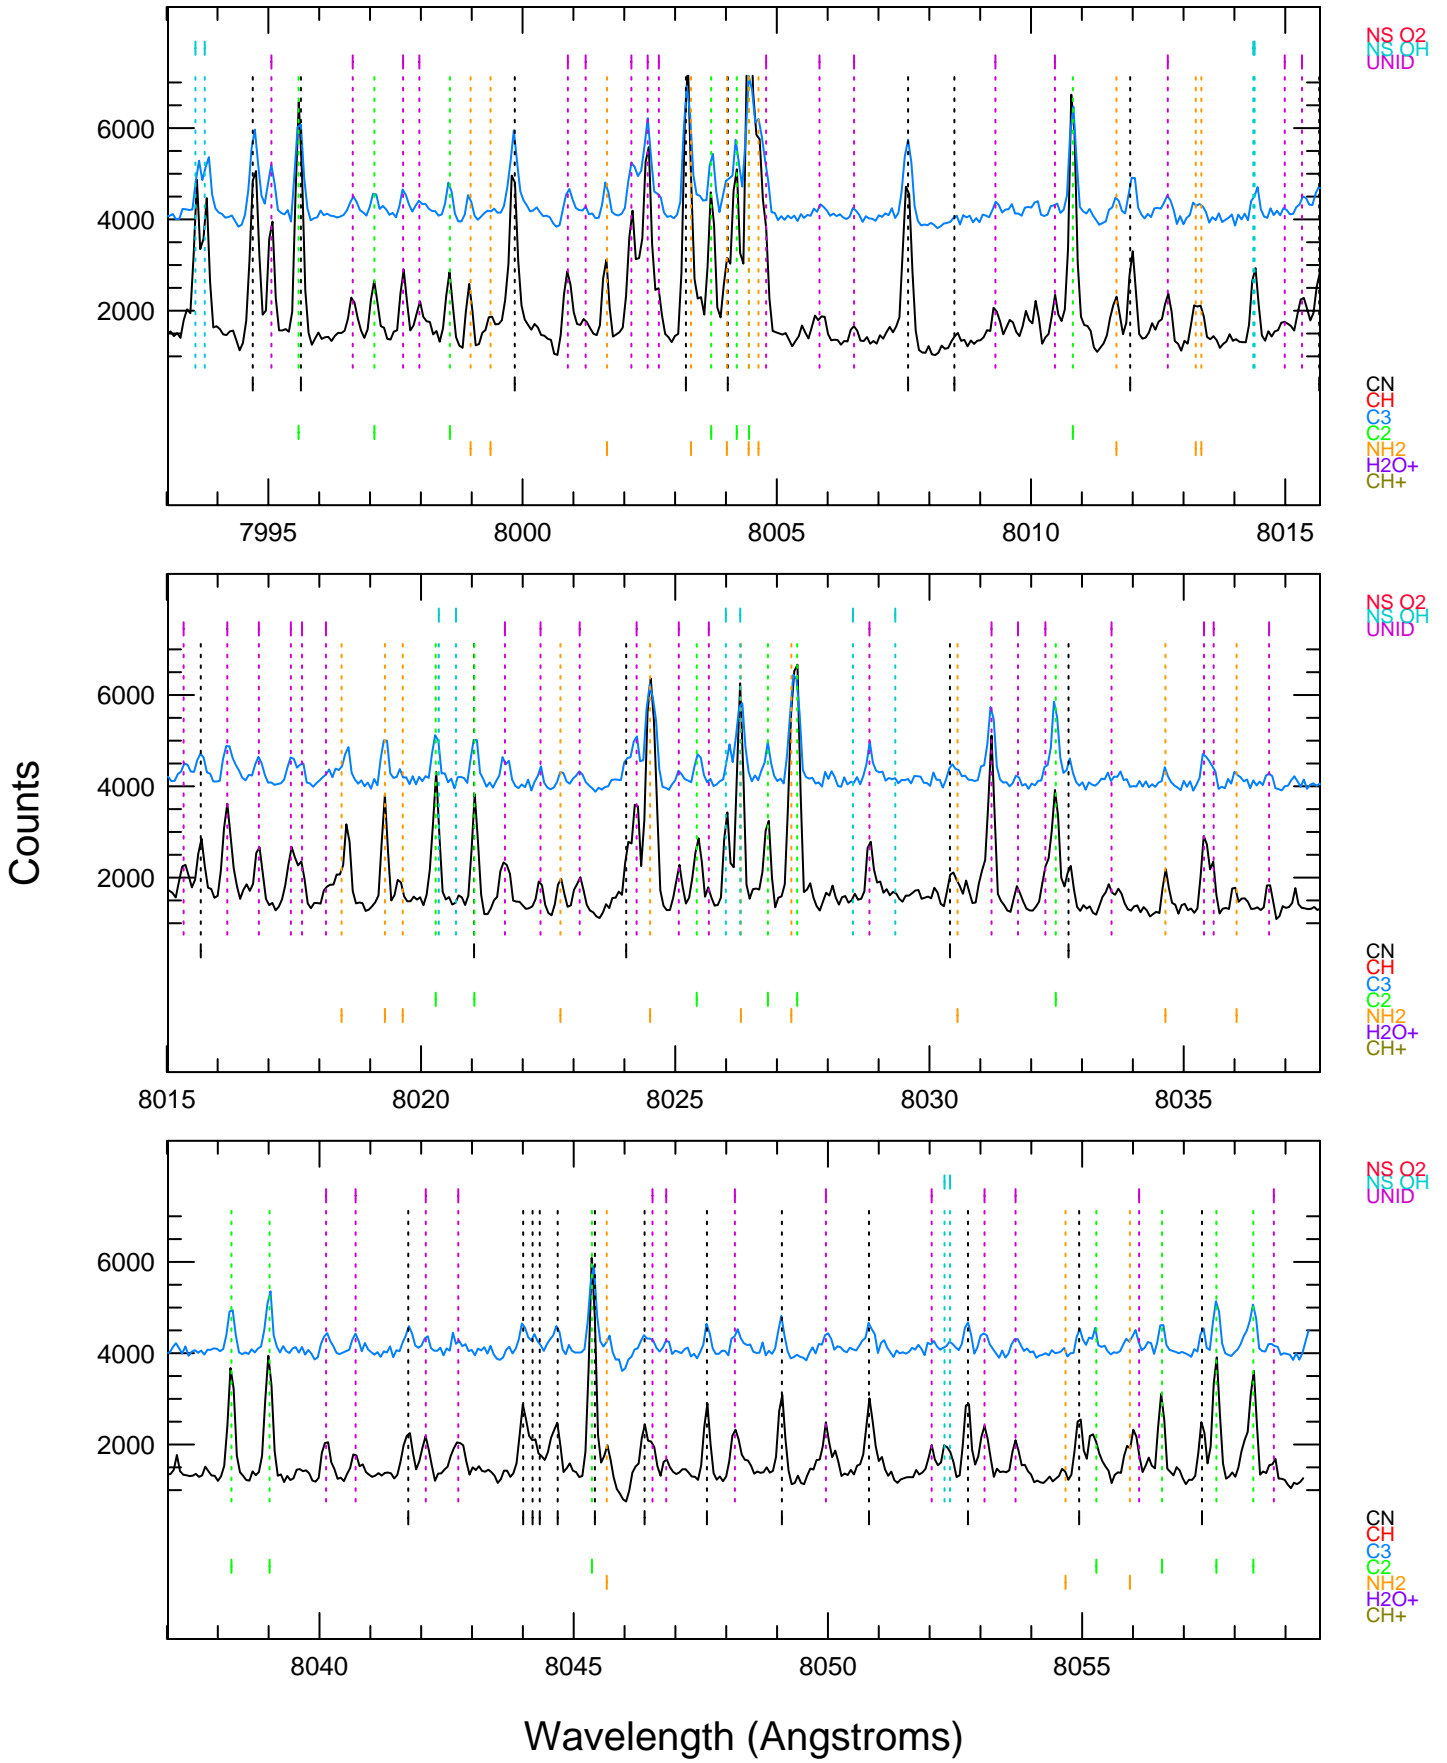 NS O2
NS OH
UNID
6000
4000
2000
CN
CH
C3
C2
NH2
H2O+
CH+
7995
8000
8005
8010
8015
NS O2
NS OH
UNID
6000
4000
2000
CN
CH
C3
C2
NH2
H2O+
CH+
8015
8020
8025
8030
8035
Counts
NS O2
NS OH
UNID
6000
4000
2000
CN
CH
C3
C2
NH2
H2O+
CH+
8040
8045
8050
8055
Wavelength (Angstroms)